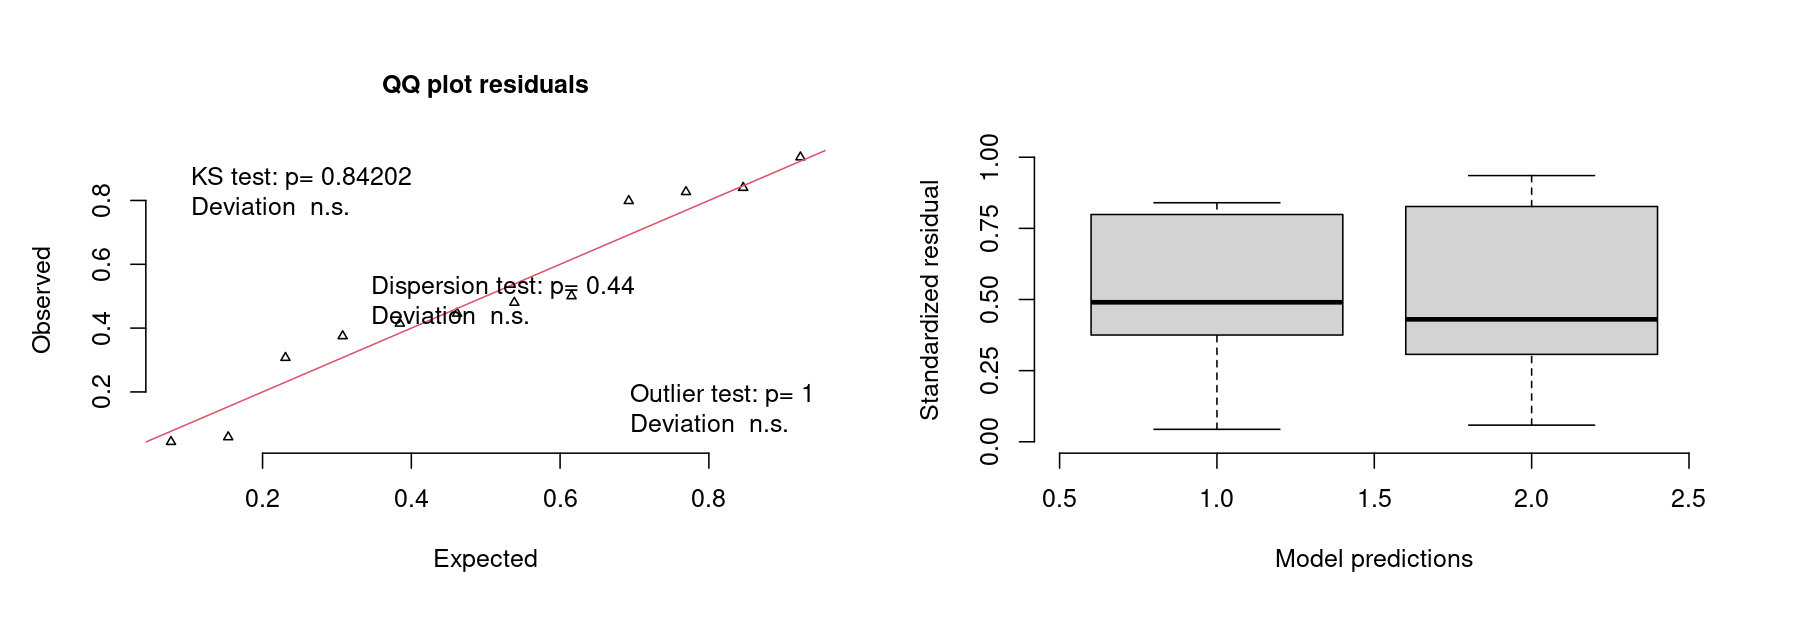 QQ plot residuals
KS test: p= 0.84202
Deviation  n.s.
Dispersion test: p= 0.44
Deviation  n.s.
Outlier test: p= 1
Deviation  n.s.
Observed
0.2 0.4 0.6 0.8
0.2 0.4 0.6 0.8
Expected
Standardized residual
0.00 0.25 0.50 0.75 1.00
0.5 1.0 1.5 2.0 2.5
Model predictions